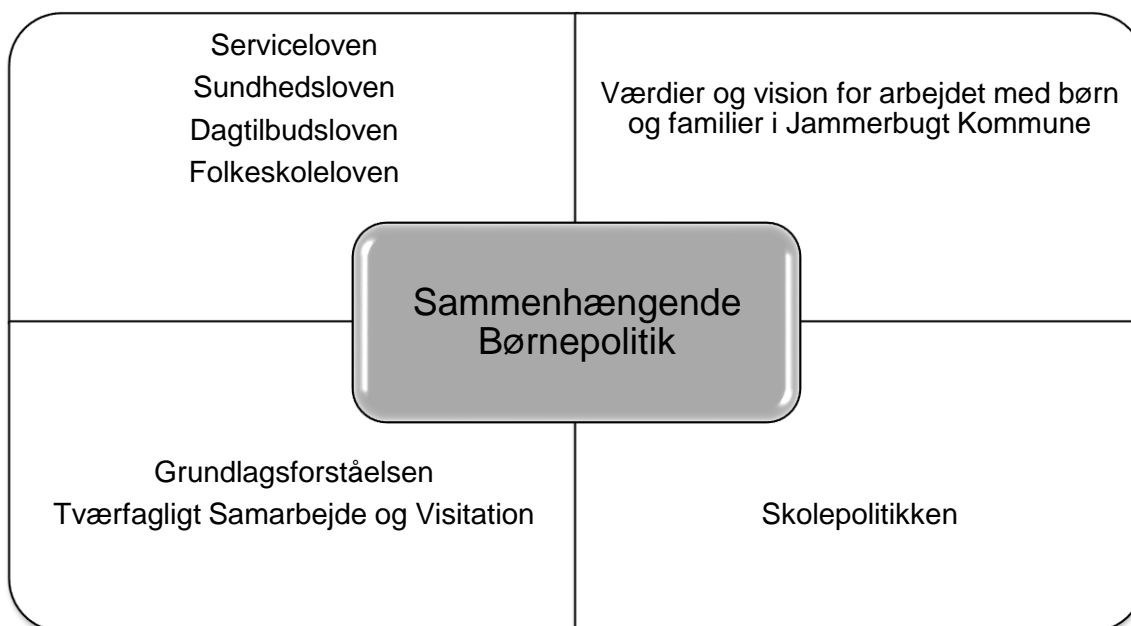 Serviceloven
Sundhedsloven
Dagtilbudsloven
Folkeskoleloven
Værdier og vision for arbejdet med børn
og familier i Jammerbugt Kommune
Sammenhængende
Børnepolitik
Grundlagsforståelsen
Tværfagligt Samarbejde og Visitation
Skolepolitikken